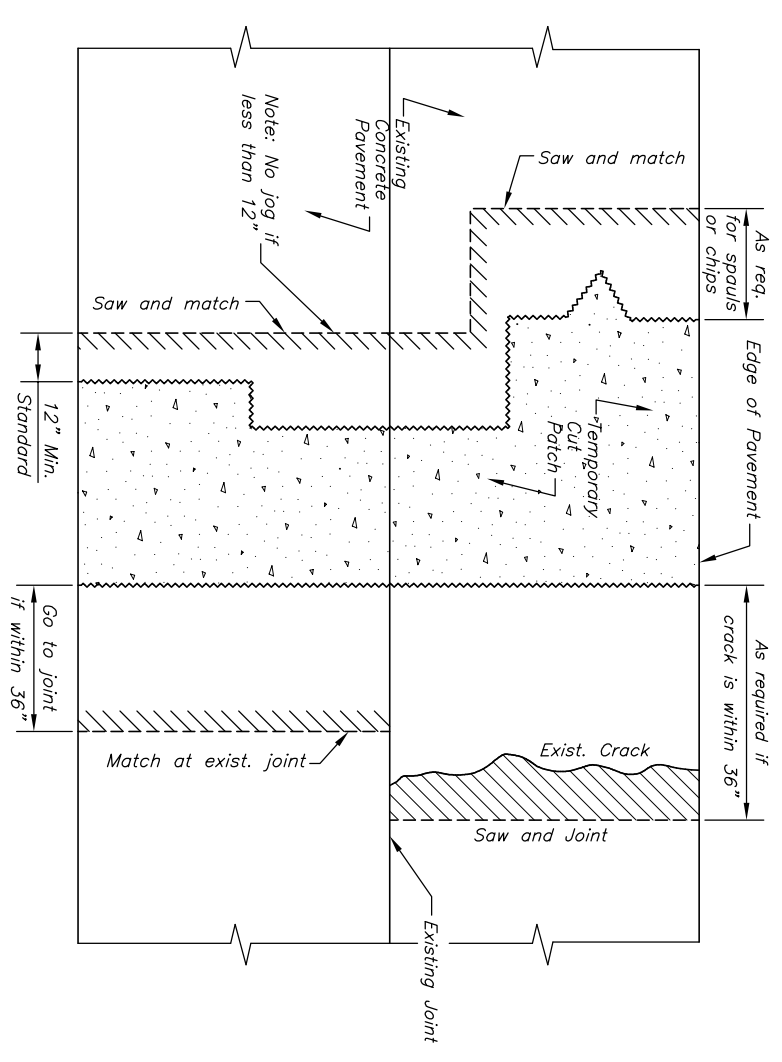 As req.
for spauls
or chips
Edge of Pavement
As required if
crack is within 36"
Saw and match
Existing
Concrete
Pavement
Note: No jog if
less than 12"
Saw and match
Temporary
Cut
Patch
12" Min.
Standard
Go to joint
if within 36"
Match at exist. joint
Exist. Crack
Saw and Joint
Existing Joint